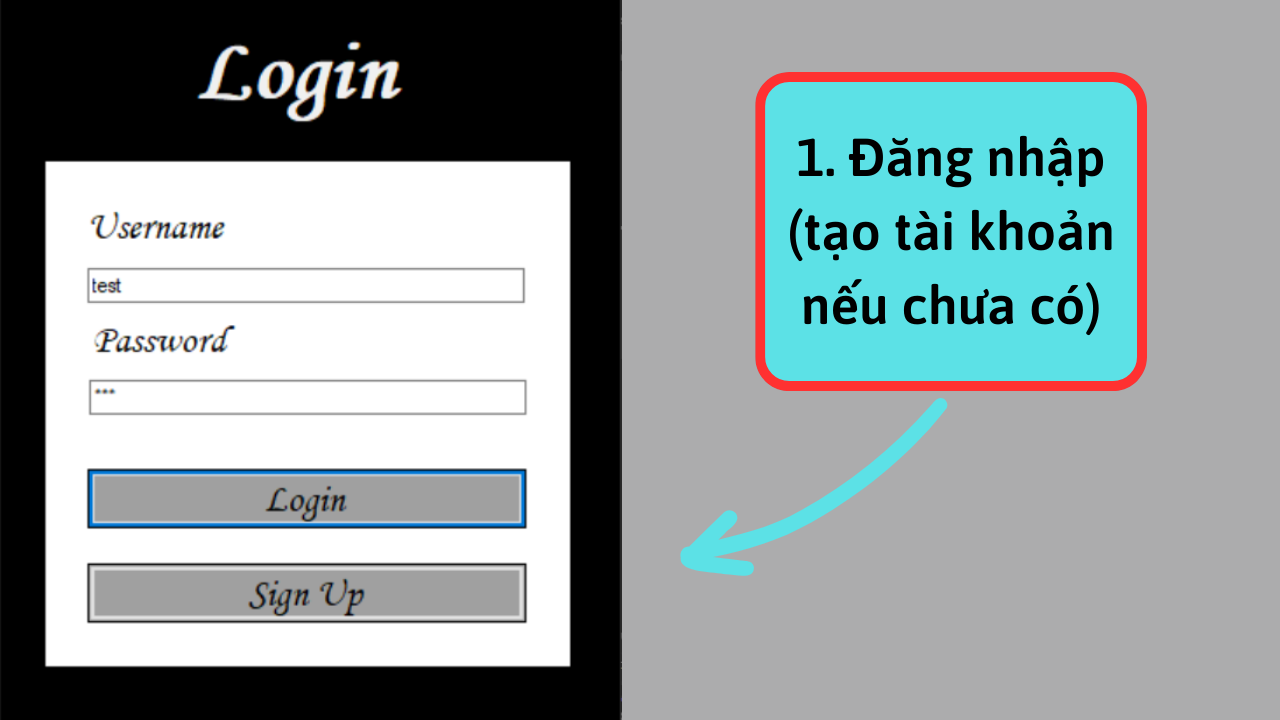 Login
Username
test
Password
***
Login
Sign Up
1. Đăng nhập
(tạo tài khoản
nếu chưa có)